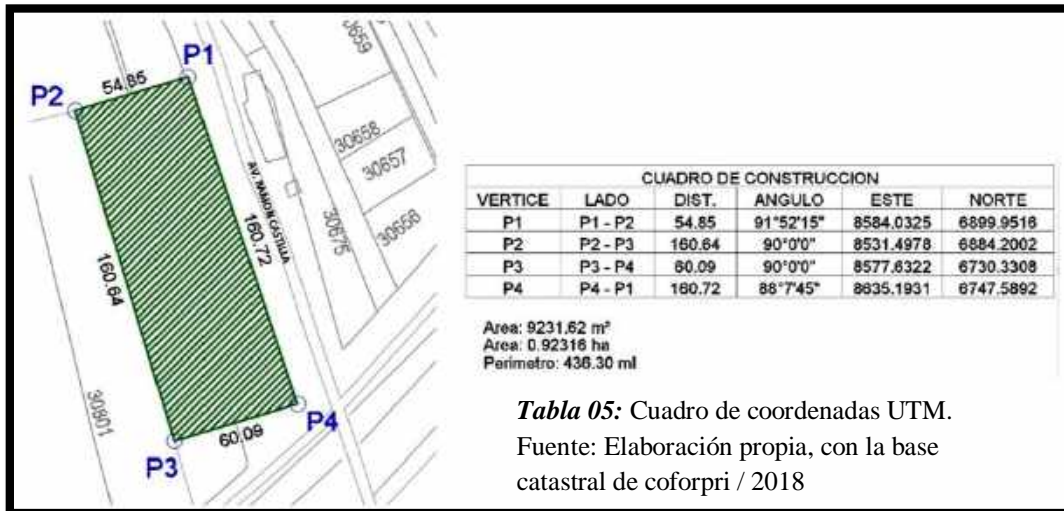 P1
54.85
P2
30659
30658
30657
30656
30675
AV. RAMON CASTILLA
160.72
160.64
30801
P4
60.09
P3
CUADRO DE CONSTRUCCION
VERTICE LADO DIST. ANGULO ESTE NORTE
P1 P1 - P2 54.85 91°52'15" 8584.0325 6899.9516
P2 P2 - P3 160.64 90°0'0" 8531.4978 6884.2002
P3 P3 - P4 60.09 90°0'0" 8577.6322 6730.3308
P4 P4 - P1 160.72 88°7'45" 8635.1931 6747.5892
Area: 9231.62 m²
Area: 0.92316 ha
Perimetro: 436.30 ml
Tabla 05: Cuadro de coordenadas UTM.
Fuente: Elaboración propia, con la base
catastral de coforpri / 2018